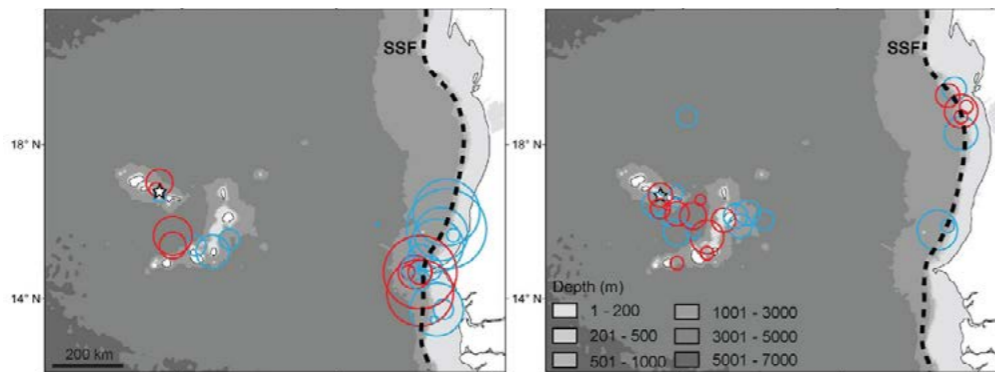 SSF
18° N
14° N
200 km
SSF
18° N
14° N
Depth (m)
1 - 200
201 - 500
501 - 1000
1001 - 3000
3001 - 5000
5001 - 7000